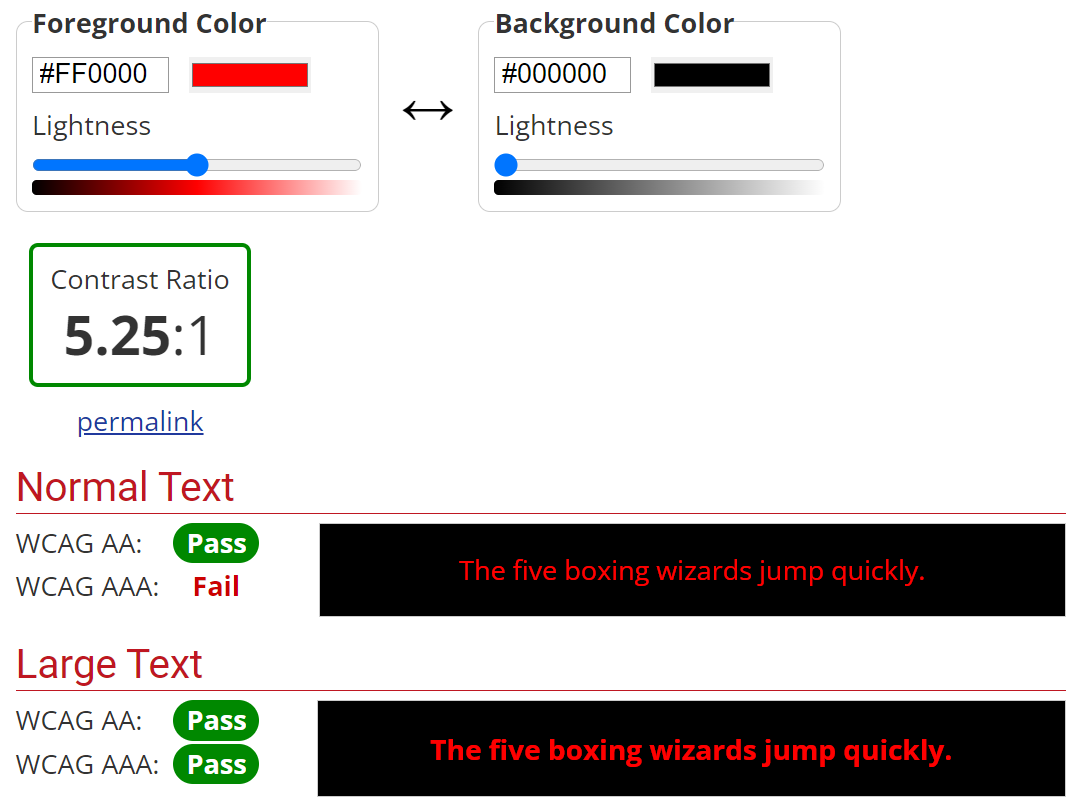 Foreground Color
#FF0000
Lightness
↔
Background Color
#000000
Lightness
Contrast Ratio
5.25:1
permalink
Normal Text
WCAG AA: Pass
WCAG AAA: Fail
The five boxing wizards jump quickly.
Large Text
WCAG AA: Pass
WCAG AAA: Pass
The five boxing wizards jump quickly.